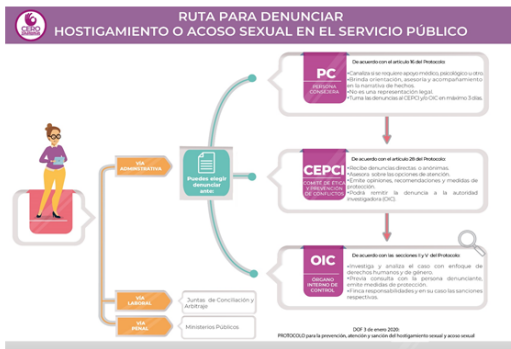 RUTA PARA DENUNCIAR
HOSTIGAMIENTO O ACOSO SEXUAL EN EL SERVICIO PÚBLICO
CERO
De acuerdo con el artículo 16 del Protocolo:
PC
PERSONA
CONSEJERA
•Canaliza si se requiere apoyo médico, psicológico u otro.
•Brinda orientación, asesoría y acompañamiento
en la narrativa de hechos.
•No es una representación legal.
•Turna las denuncias al CEPCI y/o OIC en máximo 3 días.
VÍA
ADMINISTRATIVA
Puedes elegir
denunciar
ante:
De acuerdo con el artículo 26 del Protocolo:
CEPCI
COMITÉ DE ÉTICA
Y PREVENCIÓN
DE CONFLICTOS
•Recibe denuncias directas o anónimas.
•Asesora sobre las opciones de atención.
•Emite opiniones, recomendaciones y medidas de
protección.
•Podrá remitir la denuncia a la autoridad
investigadora (OIC).
De acuerdo con las secciones I y V del Protocolo:
OIC
ÓRGANO
INTERNO DE
CONTROL
•Investiga y analiza el caso con enfoque de
derechos humanos y de género.
•Previa consulta con la persona denunciante,
emite medidas de protección.
•Finca responsabilidades y en su caso las sanciones
respectivas.
VÍA
LABORAL
Juntas de Conciliación y
Arbitraje
VÍA
PENAL
Ministerios Públicos
DOF 3 de enero 2020:
PROTOCOLO para la prevención, atención y sanción del hostigamiento sexual y acoso sexual